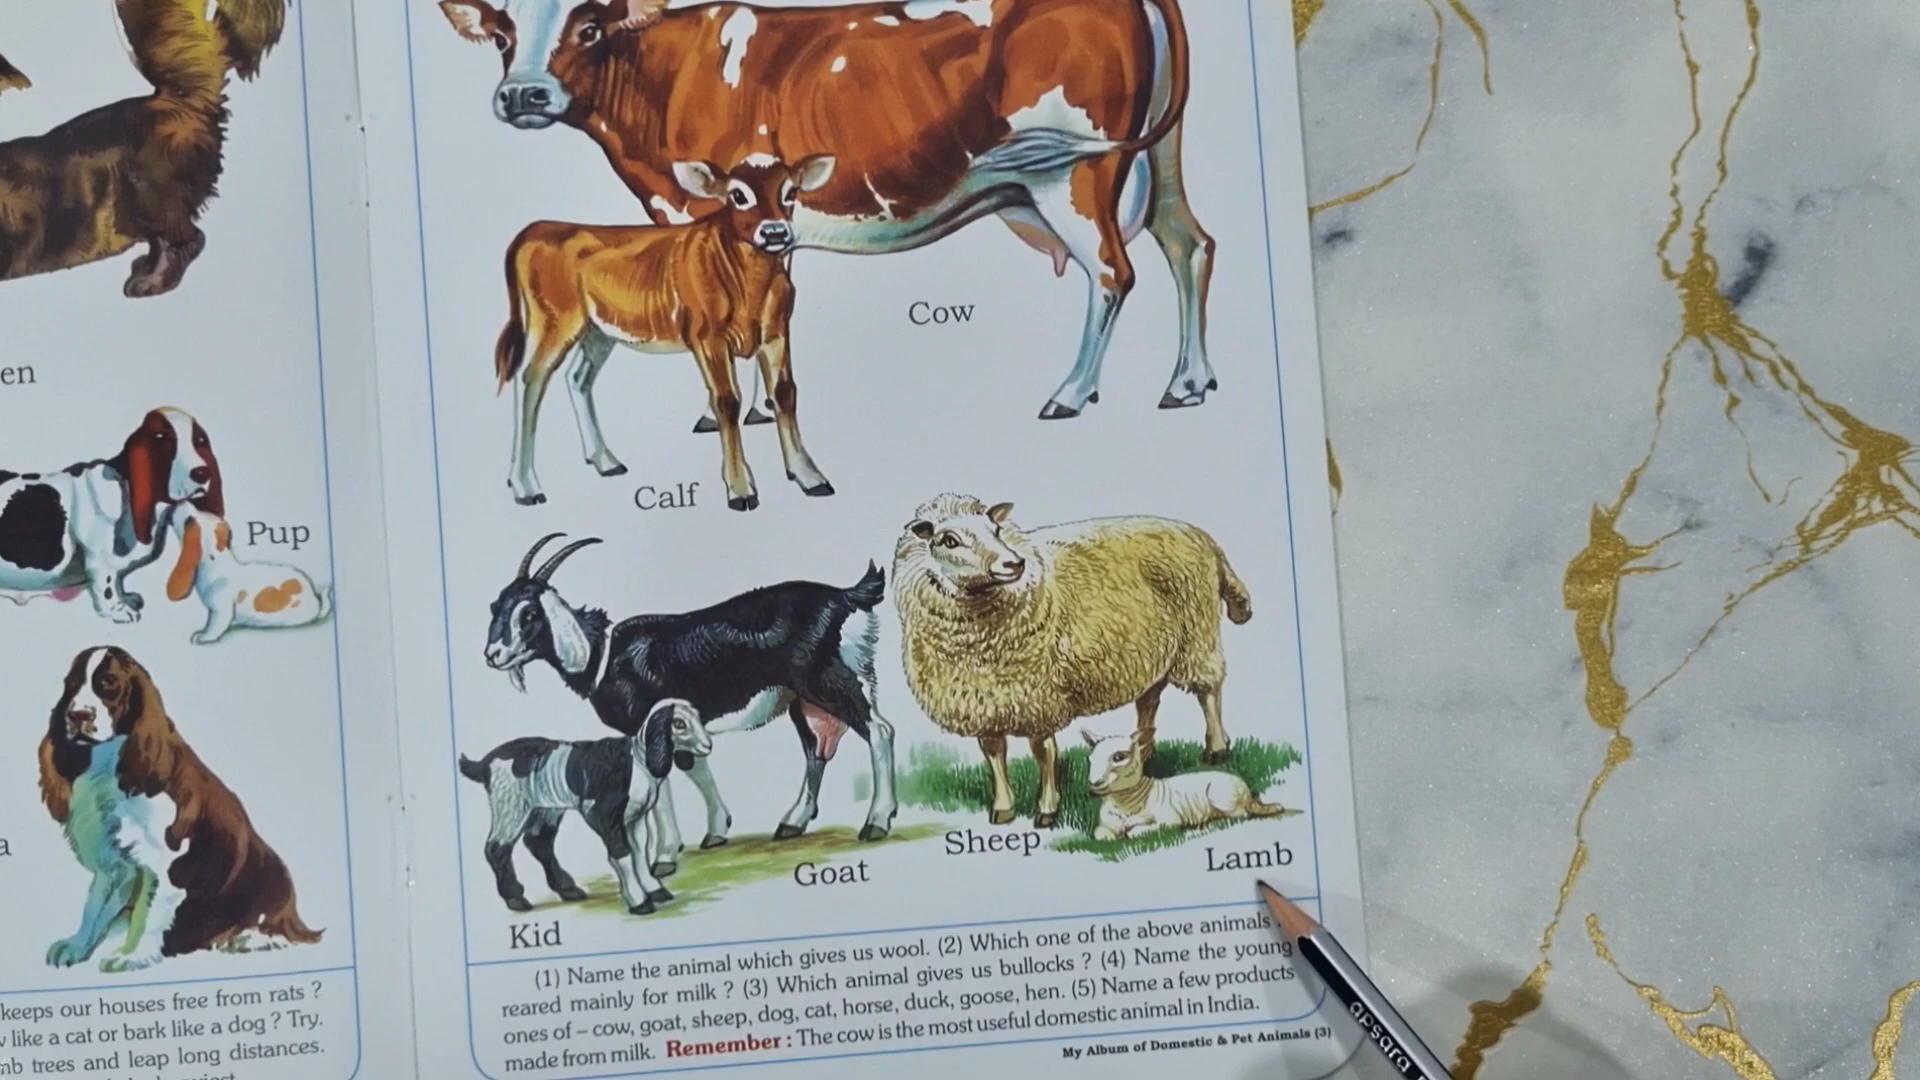 en
Pup
a
keeps our houses free from rats ?
like a cat or bark like a dog ? Try.
trees and leap long distances.
Cow
Calf
Sheep
Lamb
Goat
Kid
(1) Name the animal which gives us wool. (2) Which one of the above animals
reared mainly for milk ? (3) Which animal gives us bullocks ? (4) Name the young
ones of – cow, goat, sheep, dog, cat, horse, duck, goose, hen. (5) Name a few products
made from milk. Remember : The cow is the most useful domestic animal in India.
My Album of Domestic & Pet Animals (3)
apsara